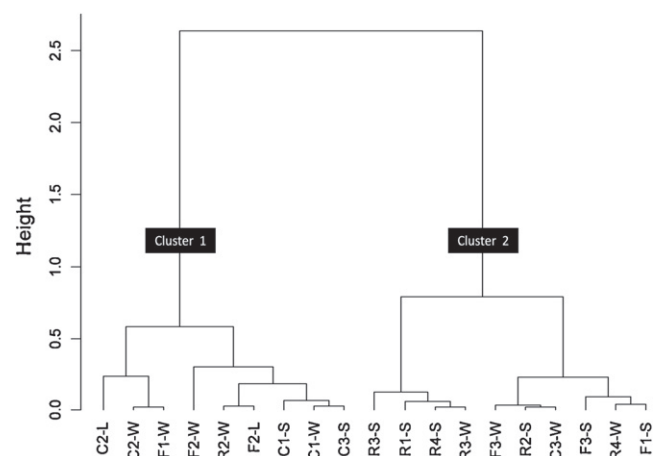 Height
2.5
2.0
1.5
1.0
0.5
0.0
Cluster 1
Cluster 2
C2-L
C2-W
F1-W
F2-W
R2-W
F2-L
C1-S
C1-W
C3-S
R3-S
R1-S
R4-S
R3-W
F3-W
R2-S
C3-W
F3-S
R4-W
F1-S